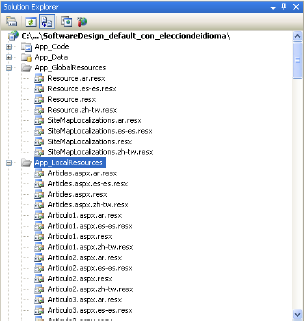 Solution Explorer
C:\...\SoftwareDesign_default_con_elecciondeidioma\
App_Code
App_Data
App_GlobalResources
Resource.ar.resx
Resource.es-es.resx
Resource.resx
Resource.zh-tw.resx
SiteMapLocalizations.ar.resx
SiteMapLocalizations.es-es.resx
SiteMapLocalizations.resx
SiteMapLocalizations.zh-tw.resx
App_LocalResources
Articles.aspx.ar.resx
Articles.aspx.es-es.resx
Articles.aspx.resx
Articles.aspx.zh-tw.resx
Articulo1.aspx.ar.resx
Articulo1.aspx.es-es.resx
Articulo1.aspx.resx
Articulo1.aspx.zh-tw.resx
Articulo2.aspx.ar.resx
Articulo2.aspx.es-es.resx
Articulo2.aspx.resx
Articulo2.aspx.zh-tw.resx
Articulo3.aspx.ar.resx
Articulo3.aspx.es-es.resx